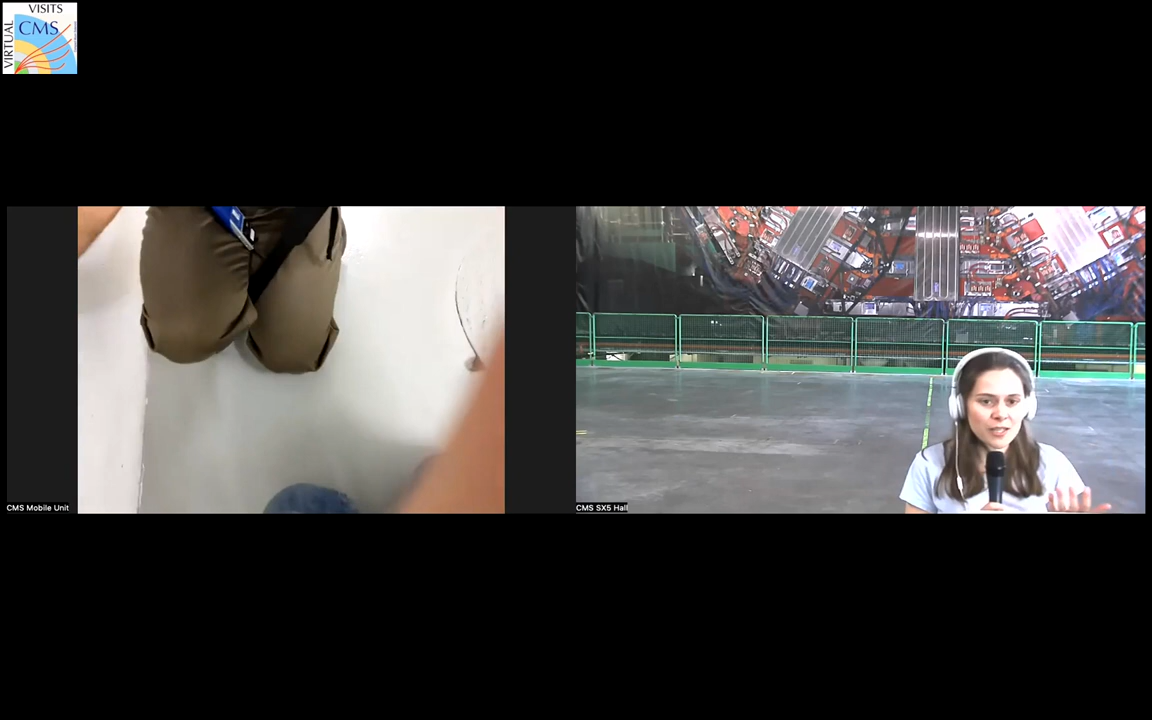 VISITS
VIRTUAL
CMS
CMS Mobile Unit
CMS SX5 Hall